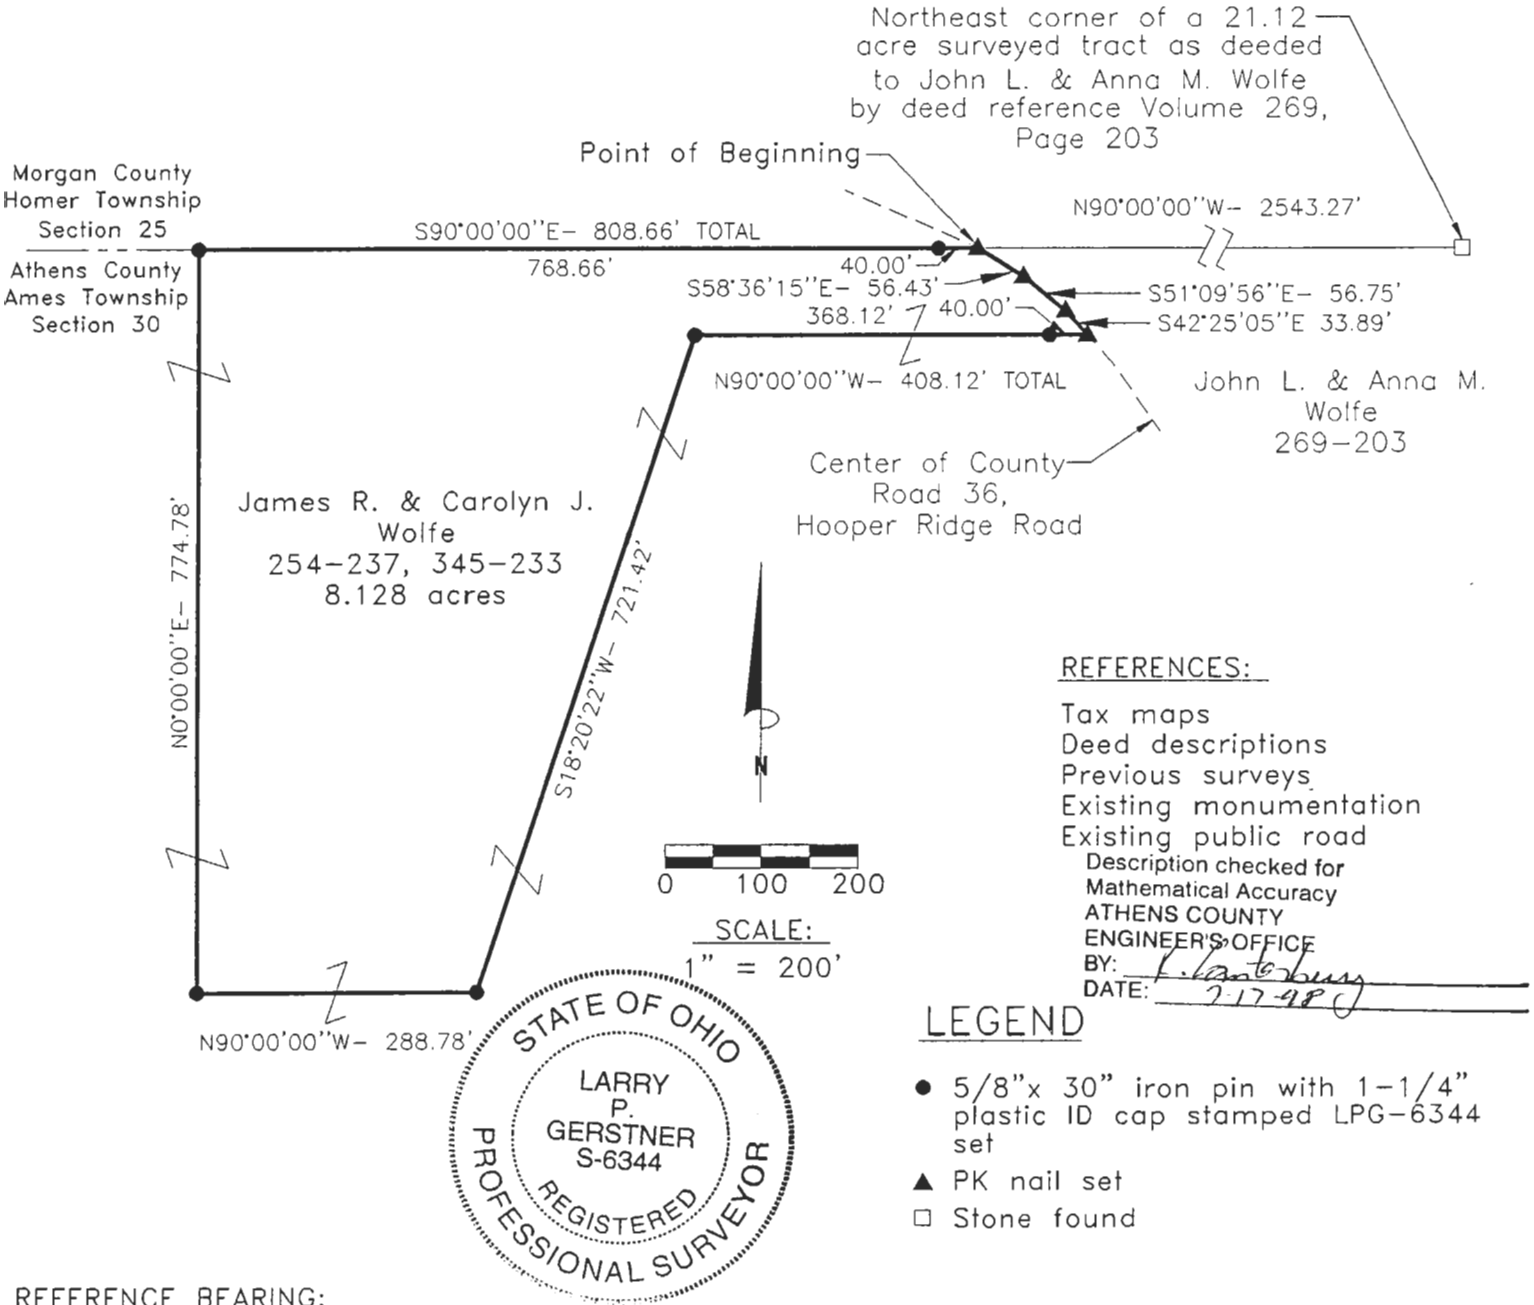 Northeast corner of a 21.12
acre surveyed tract as deeded
to John L. & Anna M. Wolfe
by deed reference Volume 269,
Page 203
Point of Beginning
Morgan County
Homer Township
Section 25
Athens County
Ames Township
Section 30
S90°00'00"E- 808.66' TOTAL
768.66'
40.00'
N90°00'00"W- 2543.27'
S58°36'15"E- 56.43'
S51°09'56"E- 56.75'
S42°25'05"E 33.89'
368.12'
40.00'
N90°00'00"W- 408.12' TOTAL
John L. & Anna M.
Wolfe
269-203
Center of County
Road 36,
Hooper Ridge Road
James R. & Carolyn J.
Wolfe
254-237, 345-233
8.128 acres
N0°00'00"E- 774.78'
S18°20'22"W- 721.42'
N90°00'00"W- 288.78'
N
0 100 200
SCALE:
1" = 200'
REFERENCES:
Tax maps
Deed descriptions
Previous surveys
Existing monumentation
Existing public road
Description checked for
Mathematical Accuracy
ATHENS COUNTY
ENGINEER'S OFFICE
BY:
DATE: 7-17-98
STATE OF OHIO
LARRY
P.
GERSTNER
S-6344
REGISTERED
PROFESSIONAL SURVEYOR
LEGEND
5/8"x 30" iron pin with 1-1/4"
plastic ID cap stamped LPG-6344
set
PK nail set
Stone found
REFERENCE BEARING: